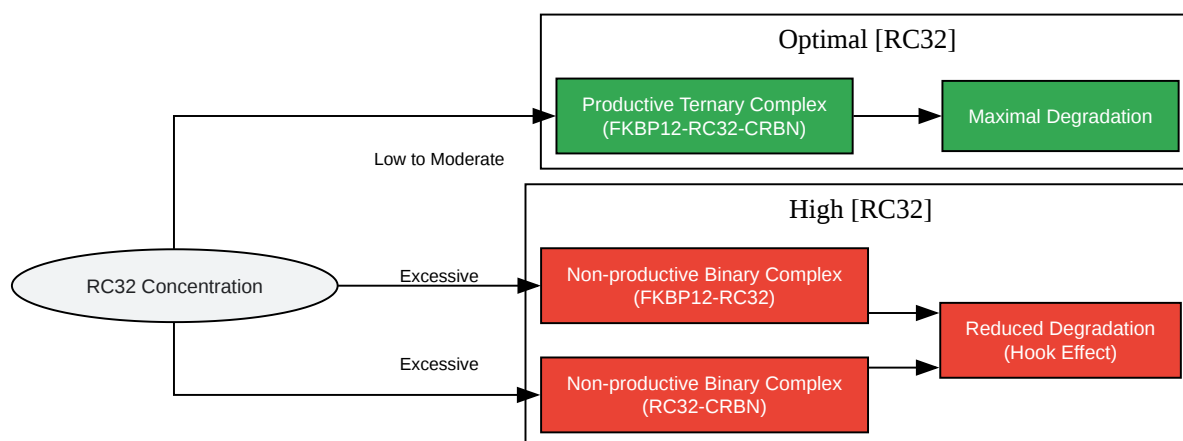 Optimal [RC32]
Productive Ternary Complex
(FKBP12-RC32-CRBN)
Maximal Degradation
Low to Moderate
High [RC32]
RC32 Concentration
Excessive
Non-productive Binary Complex
(FKBP12-RC32)
Reduced Degradation
(Hook Effect)
Excessive
Non-productive Binary Complex
(RC32-CRBN)